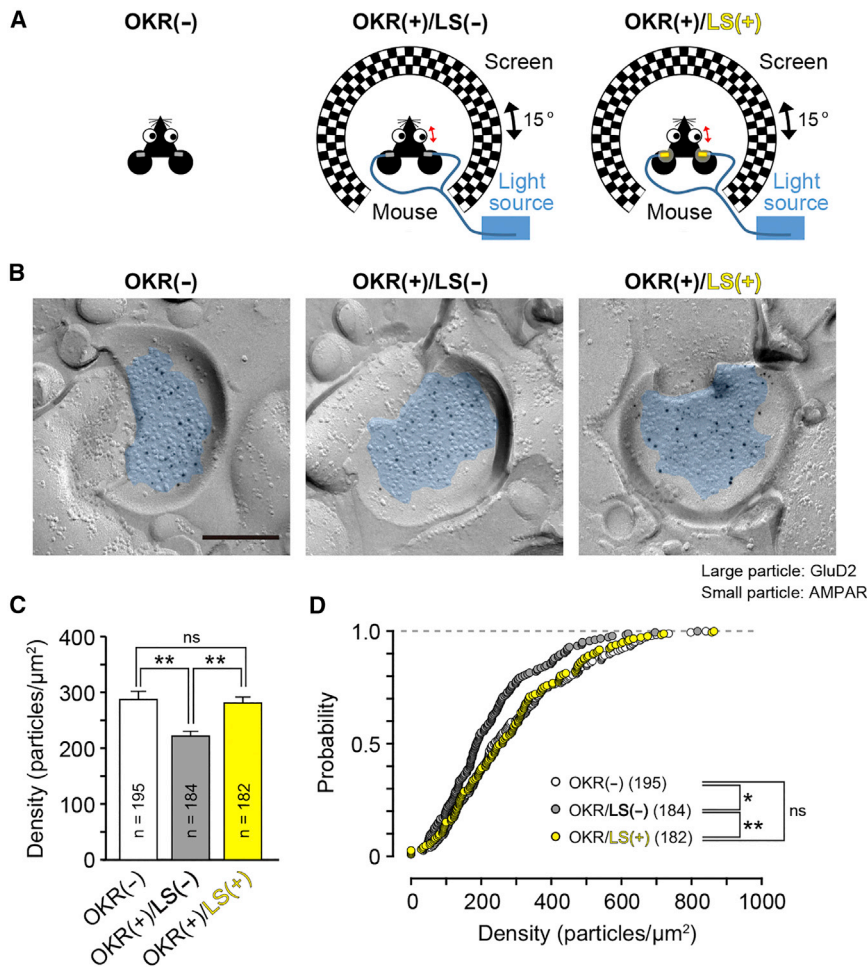 A
OKR(−)
OKR(+)/LS(−)
OKR(+)/LS(+)
Screen
15 °
Light
source
Mouse
Screen
15 °
Light
source
Mouse
B
OKR(−)
OKR(+)/LS(−)
OKR(+)/LS(+)
Large particle: GluD2
Small particle: AMPAR
C
Density (particles/µm²)
400
300
200
100
0
ns
**
**
n = 195
n = 184
n = 182
OKR(−)
OKR(+)/LS(−)
OKR(+)/LS(+)
D
Probability
1.0
0.5
0
OKR(−) (195)
OKR/LS(−) (184)
OKR/LS(+) (182)
*
**
ns
0
200
400
600
800
1000
Density (particles/µm²)